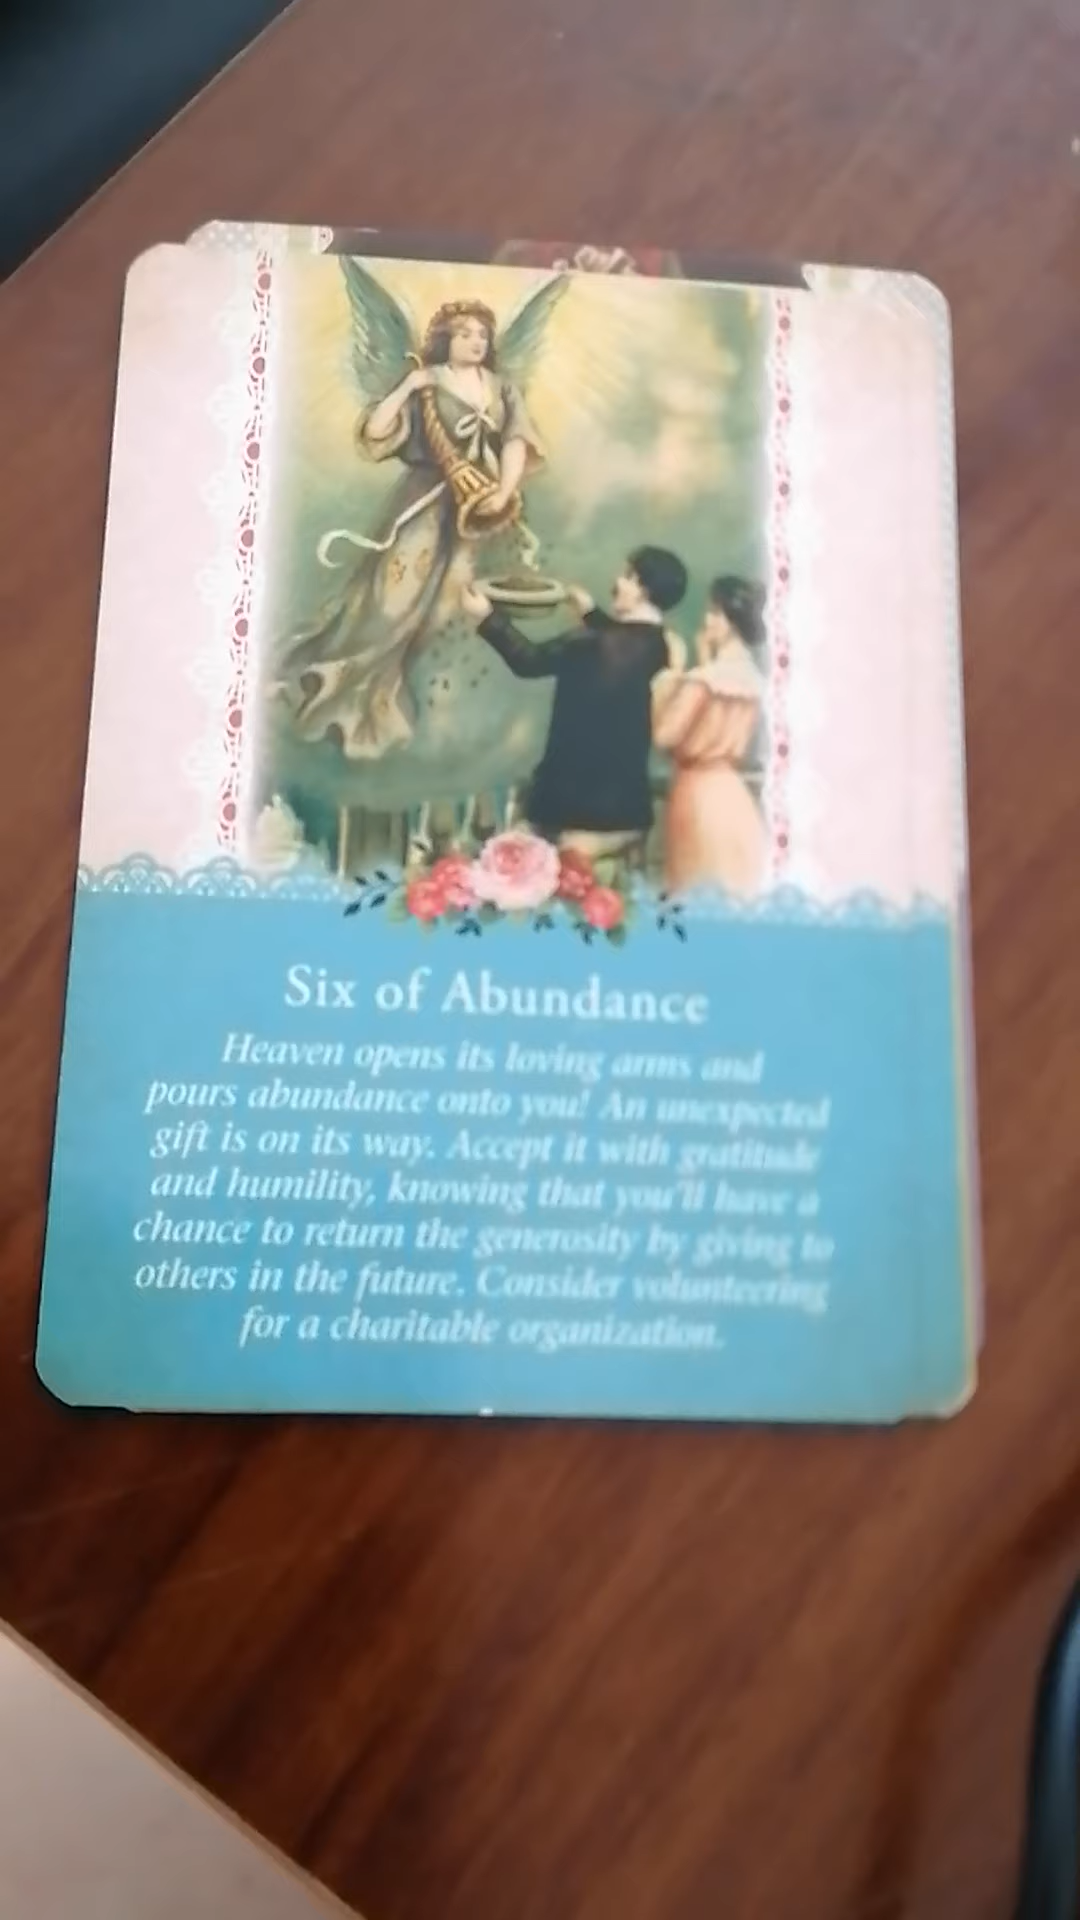 Six of Abundance
Heaven opens its loving arms and
pours abundance onto you! An unexpected
gift is on its way. Accept it with gratitude
and humility, knowing that you'll have a
chance to return the generosity by giving to
others in the future. Consider volunteering
for a charitable organization.